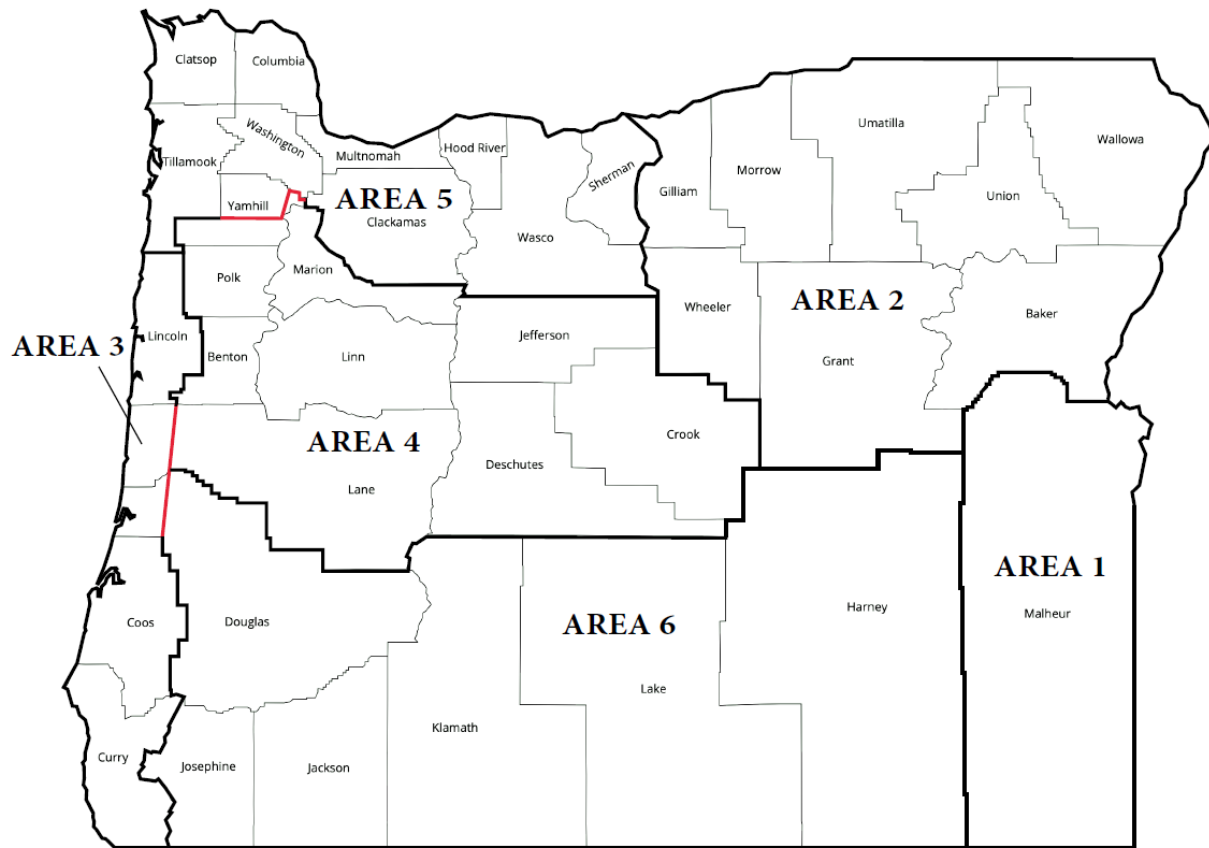 Clatsop
Columbia
Washington
Tillamook
Multnomah
Hood River
Sherman
Umatilla
Wallowa
Morrow
Gilliam
Union
Yamhill
AREA 5
Clackamas
Wasco
Marion
Polk
Wheeler
AREA 2
Baker
Lincoln
Jefferson
AREA 3
Benton
Linn
Grant
Crook
AREA 4
Deschutes
Lane
AREA 1
Malheur
Harney
Coos
Douglas
AREA 6
Lake
Klamath
Curry
Josephine
Jackson